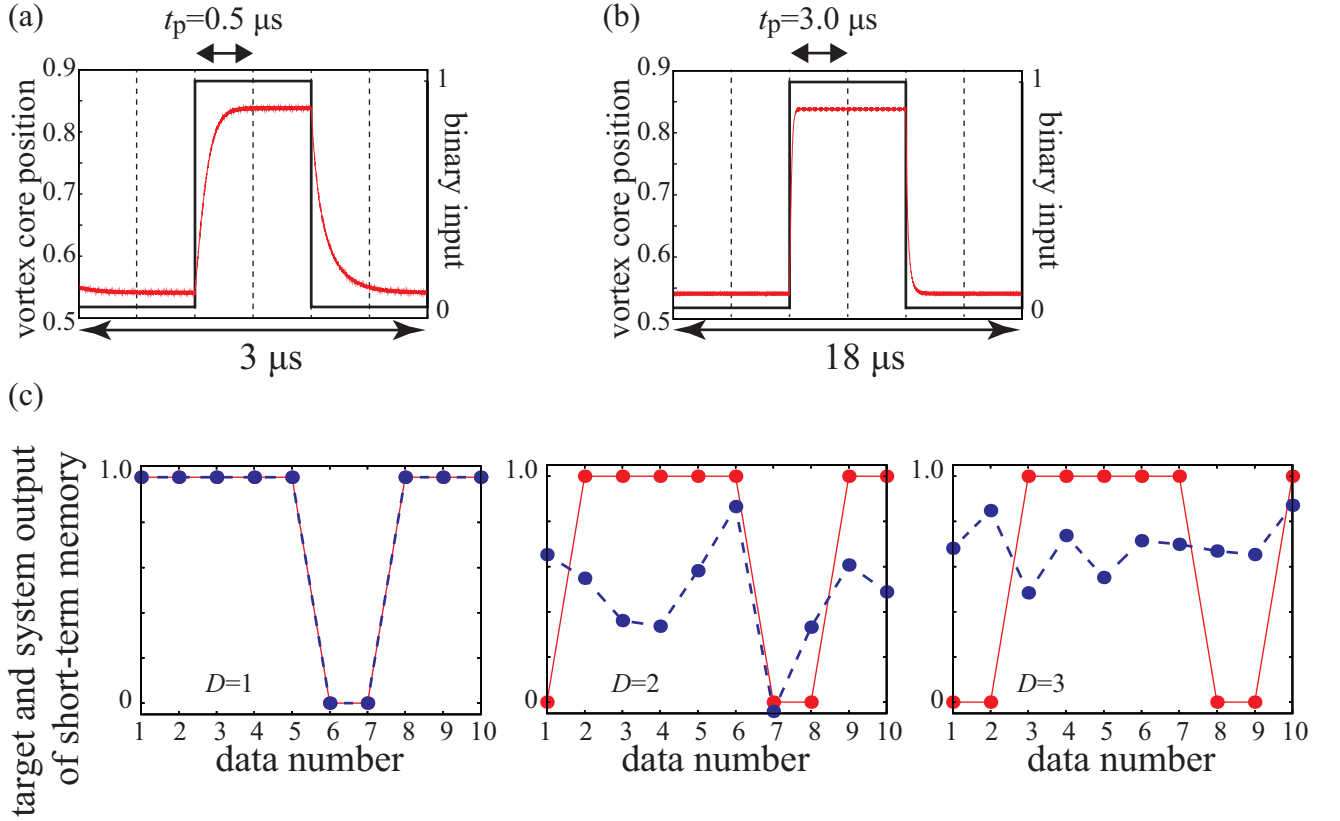 (a)
tp=0.5 μs
0.9
0.8
0.7
0.6
0.5
vortex core position
1
0
binary input
3 μs
(b)
tp=3.0 μs
0.9
0.8
0.7
0.6
0.5
vortex core position
1
0
binary input
18 μs
(c)
target and system output
of short-term memory
1.0
0
D=1
1 2 3 4 5 6 7 8 9 10
data number
1.0
0
D=2
1 2 3 4 5 6 7 8 9 10
data number
1.0
0
D=3
1 2 3 4 5 6 7 8 9 10
data number